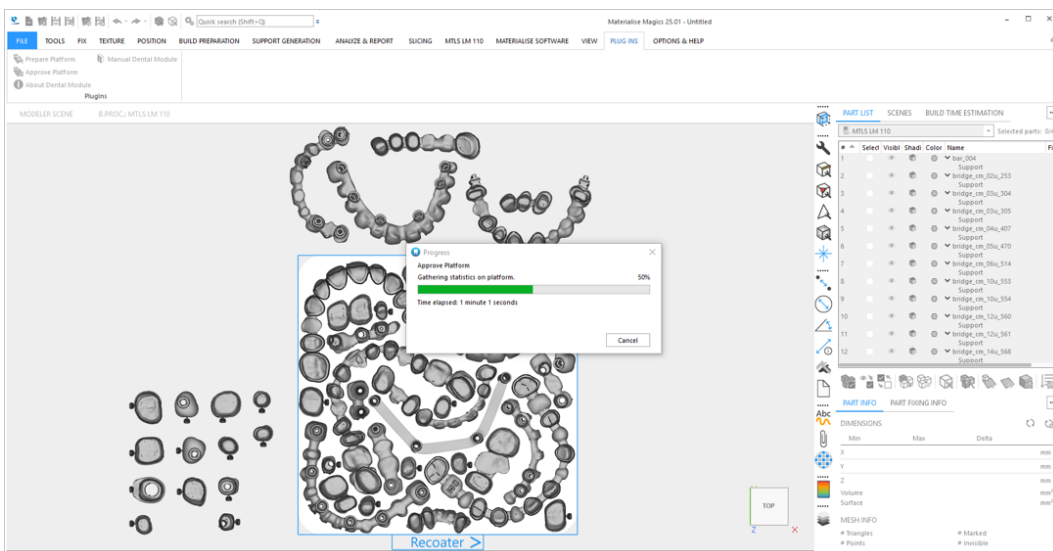 Quick search (Shift+Q)
Materialise Magics 25.01 - Untitled
FILE TOOLS FIX TEXTURE POSITION BUILD PREPARATION SUPPORT GENERATION ANALYZE & REPORT SLICING MTLS LM 110 MATERIALISE SOFTWARE VIEW PLUG INS OPTIONS & HELP
Prepare Platform Manual Dental Module
Approve Platform
About Dental Module
PlugIns
MODELER SCENE B.PROC.: MTLS LM 110
PART LIST SCENES BUILD TIME ESTIMATION
MTLS LM 110 Selected parts: 0/4
# Select Visibl Shadi Color Name Fi
1 bar_004
Support
2 bridge_cm_02u_253
Support
3 bridge_cm_03u_304
Support
4 bridge_cm_03u_305
Support
5 bridge_cm_04u_407
Support
6 bridge_cm_05u_470
Support
7 bridge_cm_06u_514
Support
8 bridge_cm_10u_553
Support
9 bridge_cm_10u_554
Support
10 bridge_cm_12u_560
Support
11 bridge_cm_12u_561
Support
12 bridge_cm_14u_568
Support
Progress
Approve Platform
Gathering statistics on platform. 50%
Time elapsed: 1 minute 1 seconds
Cancel
PART INFO PART FIXING INFO
Abc
DIMENSIONS
Min Max Delta
X mm
Y mm
Z mm
Volume mm³
Surface mm²
MESH INFO
# Triangles # Marked
# Points # Invisible
TOP
Y
Z X
Recoater >